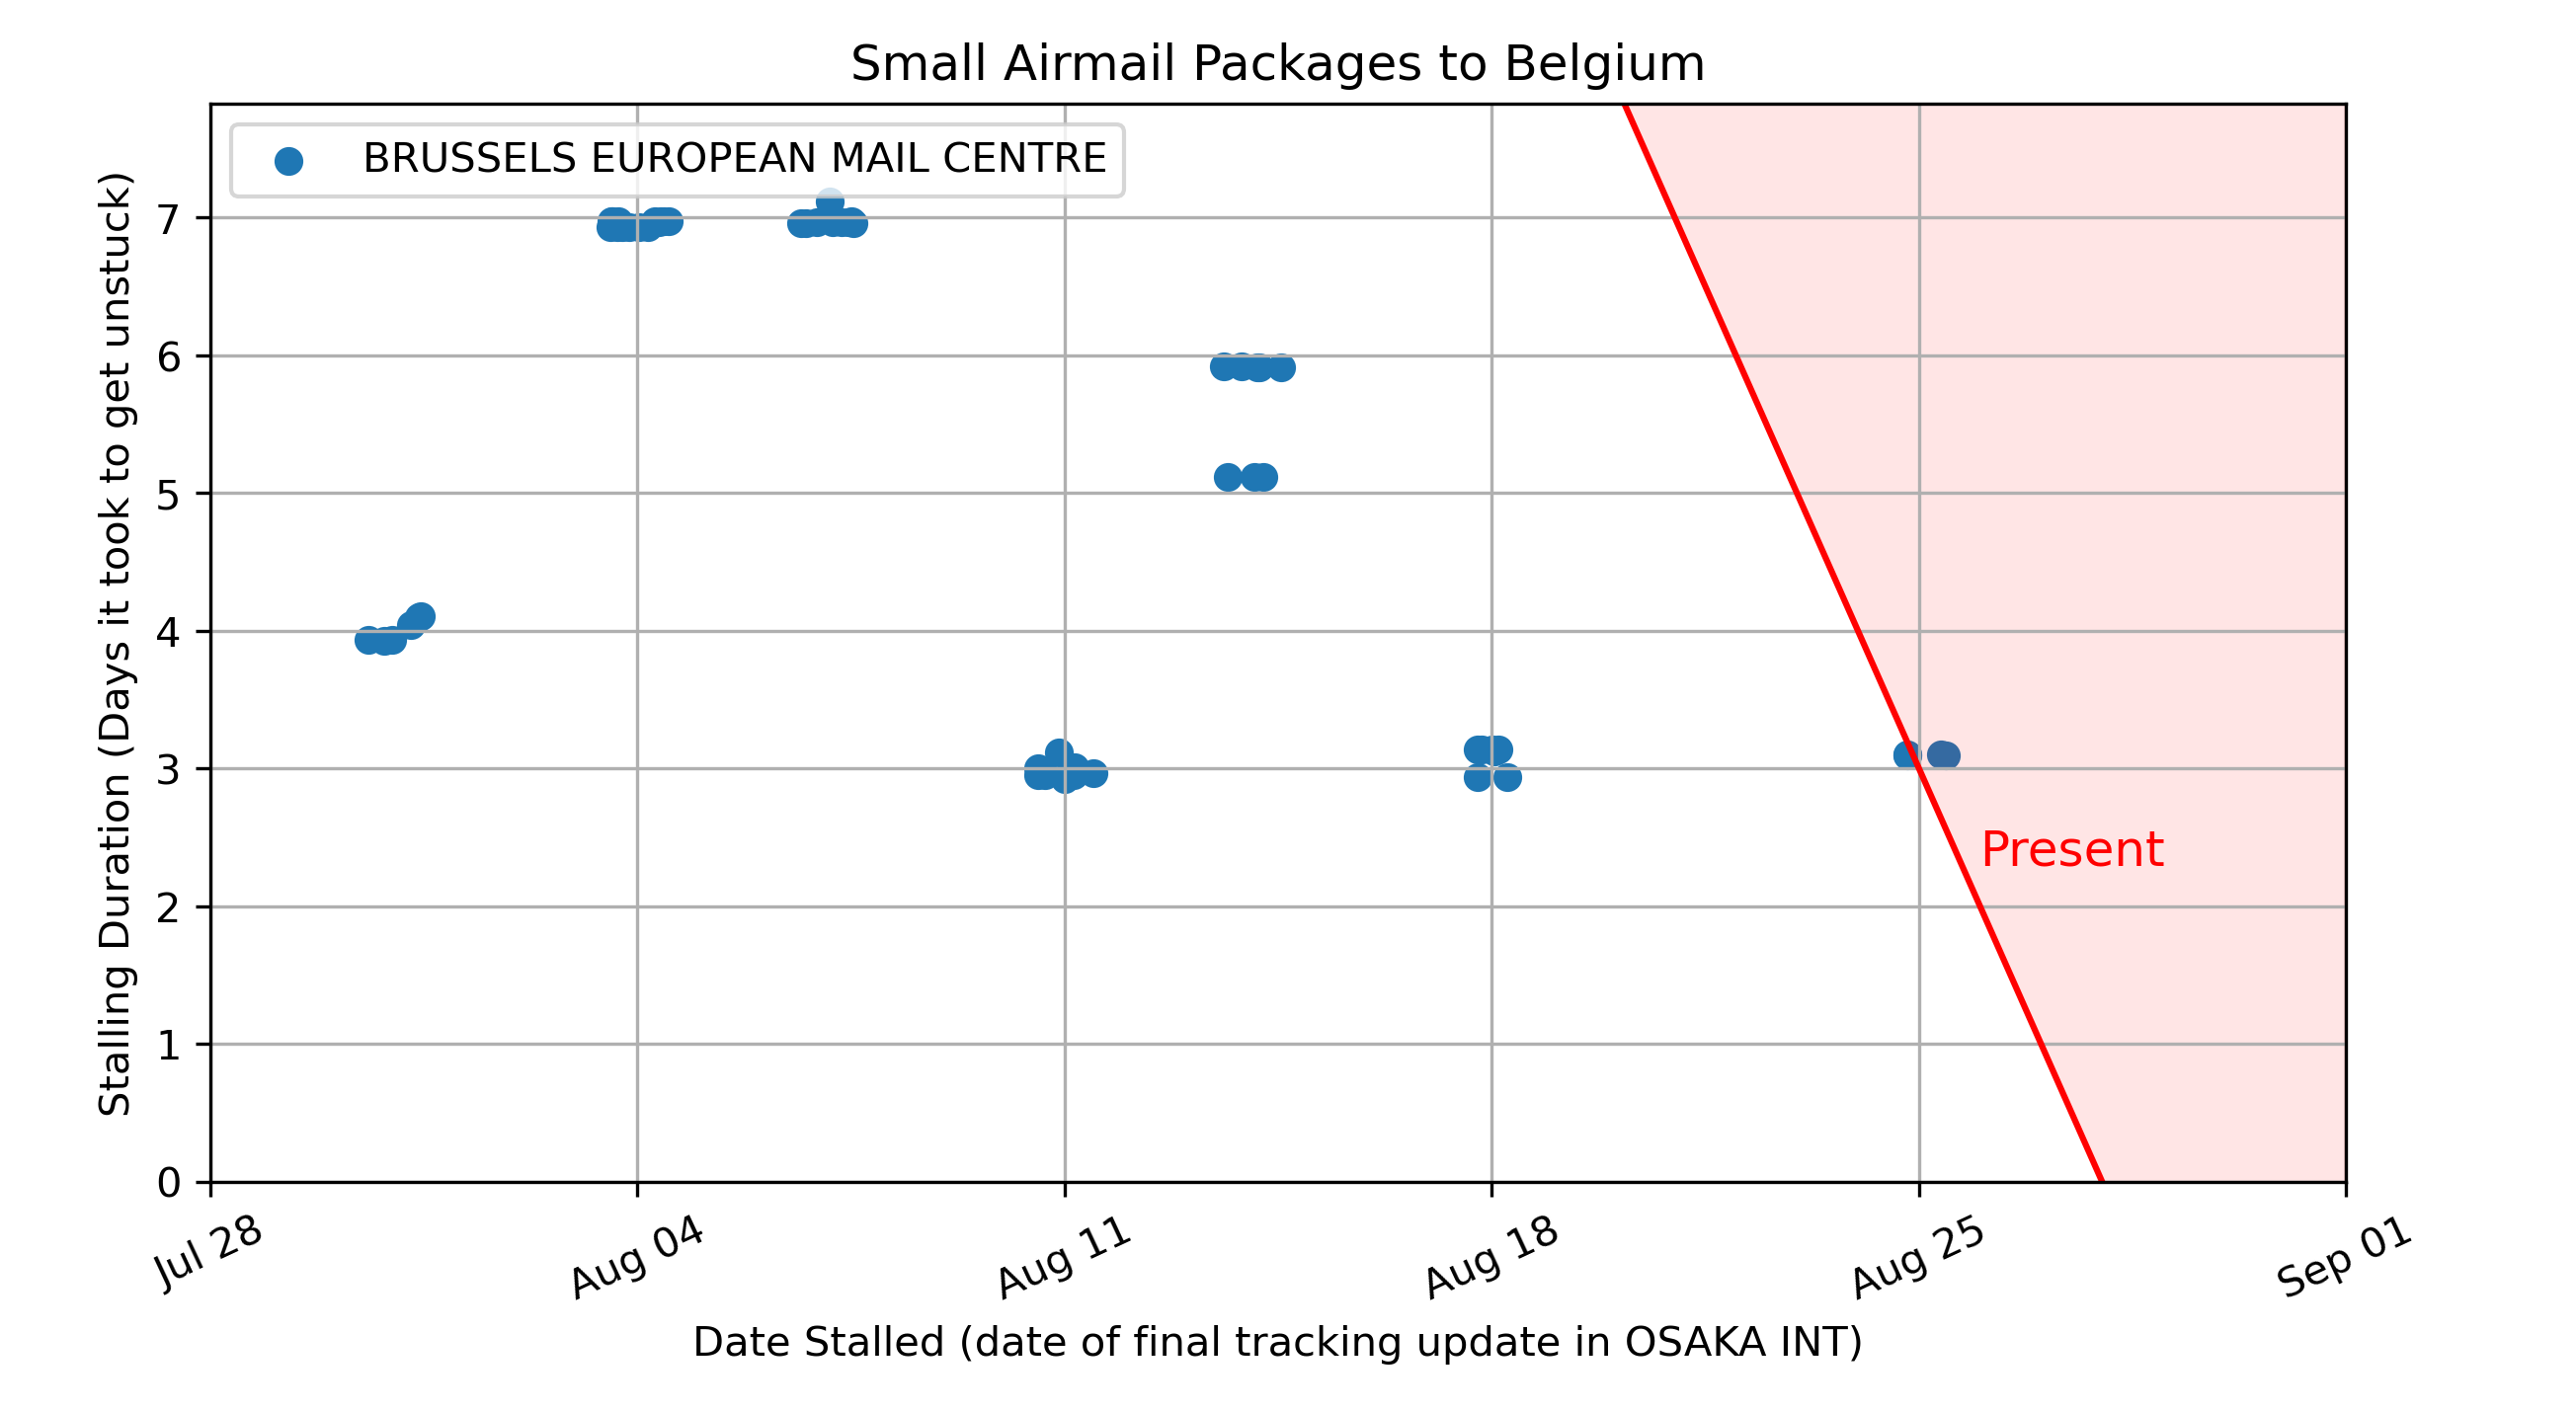 Small Airmail Packages to Belgium
BRUSSELS EUROPEAN MAIL CENTRE
Stalling Duration (Days it took to get unstuck)
7
6
5
4
3
2
1
0
Present
Jul 28
Aug 04
Aug 11
Aug 18
Aug 25
Sep 01
Date Stalled (date of final tracking update in OSAKA INT)